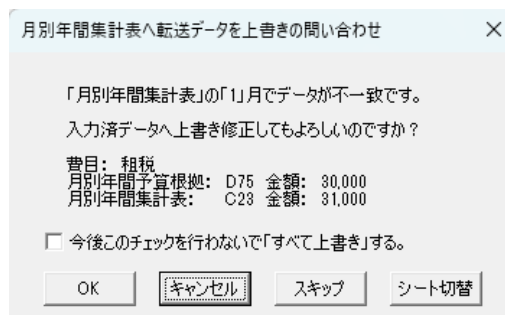 月別年間集計表へ転送データを上書きの問い合わせ
「月別年間集計表」の「1」月でデータが不一致です。
入力済データへ上書き修正してもよろしいのですか？
費目： 租税
月別年間予算根拠： D75 金額： 30,000
月別年間集計表： C23 金額： 31,000
今後このチェックを行わないで「すべて上書き」する。
OK キャンセル スキップ シート切替